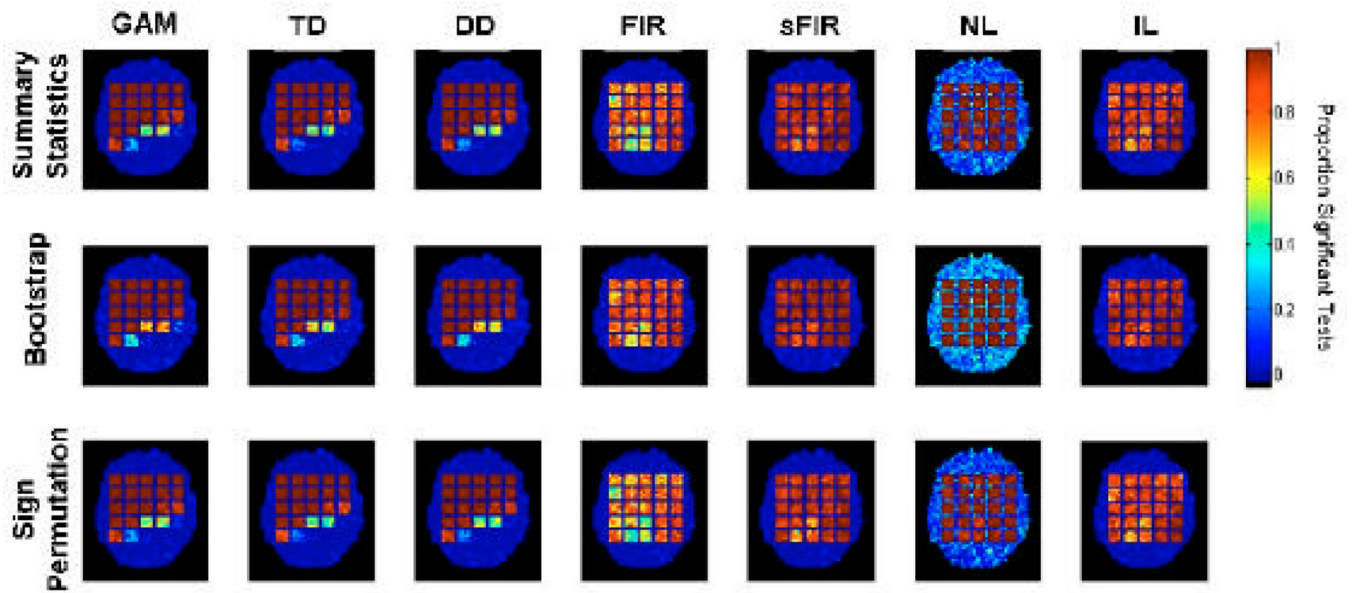 GAM TD DD FIR sFIR NL IL
Summary
Statistics
Bootstrap
Sign
Permutation
1
0.8
0.6
0.4
0.2
0
Proportion Significant Tests